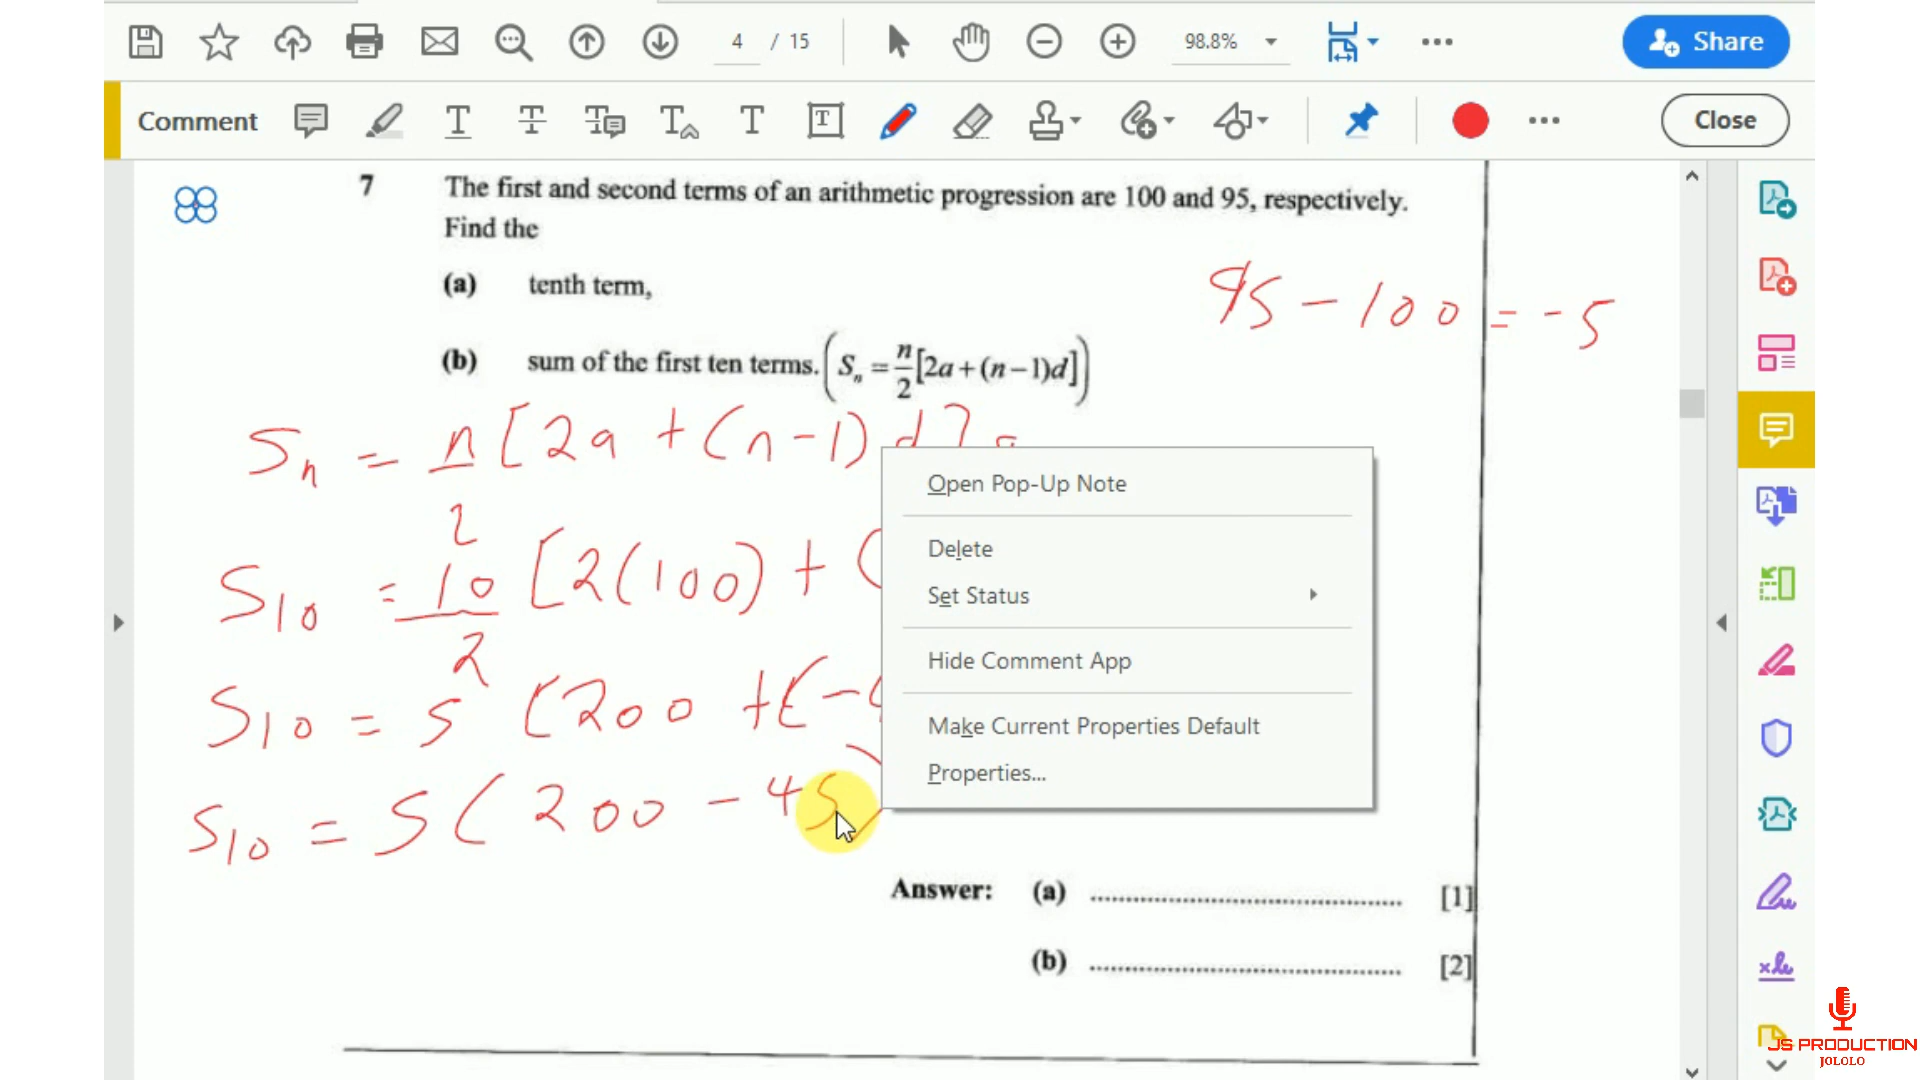 4 / 15
98.8%
Share
Comment
Close
7 The first and second terms of an arithmetic progression are 100 and 95, respectively.
Find the
(a) tenth term,
95 - 100 = -5
(b) sum of the first ten terms. (Sn = n/2 [2a + (n – 1)d])
Sn = n/2 [2a + (n - 1) d]
S10 = 10/2 [2(100) + (
S10 = 5 (200 + (-4
S10 = 5 ( 200 - 45)
Open Pop-Up Note
Delete
Set Status
Hide Comment App
Make Current Properties Default
Properties...
Answer: (a) ........................................ [1]
(b) ........................................ [2]
JS PRODUCTION
JOLOLO